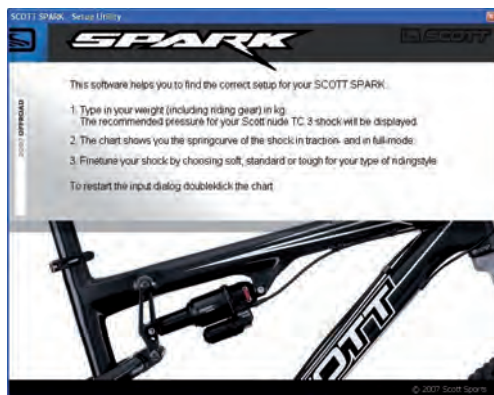 SCOTT SPARK Setup Utility
SPARK
SCOTT
This software helps you to find the correct setup for your SCOTT SPARK.
1. Type in your weight (including riding gear) in kg.
The recommended pressure for your Scott nude TC 3 shock will be displayed.
2. The chart shows you the springcurve of the shock in traction- and in full-mode.
3. Finetune your shock by choosing soft, standard or tough for your type of ridingstyle
To restart the input dialog doubleklick the chart
2007 OFFROAD
SCOTT
© 2007 Scott Sports